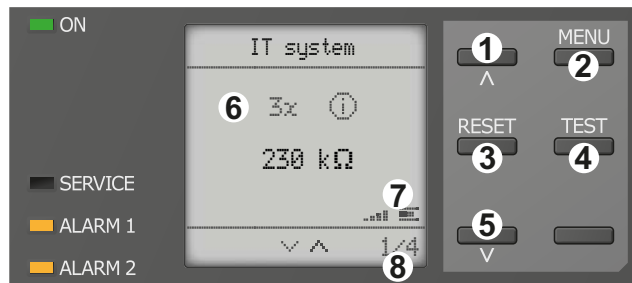 ON
IT system
1
MENU
2
∧
6
3x
ⓘ
RESET
3
TEST
4
230 kΩ
SERVICE
7
ALARM 1
5
∨ ∧
1/4
∨
ALARM 2
8